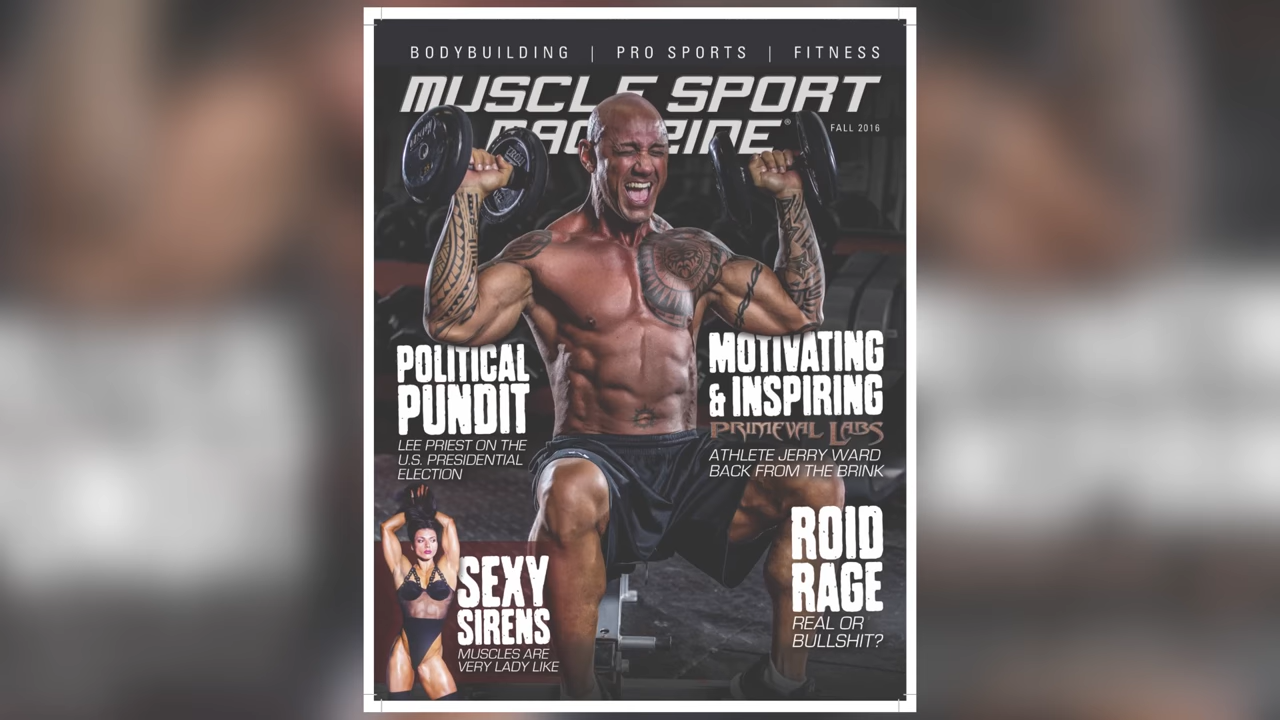 BODYBUILDING | PRO SPORTS | FITNESS
MUSCLE SPORT
MAGAZINE®
FALL 2016
POLITICAL
PUNDIT
LEE PRIEST ON THE
U.S. PRESIDENTIAL
ELECTION
MOTIVATING
& INSPIRING
PRIMEVAL LABS
ATHLETE JERRY WARD
BACK FROM THE BRINK
SEXY
SIRENS
MUSCLES ARE
VERY LADY LIKE
ROID
RAGE
REAL OR
BULLSHIT?